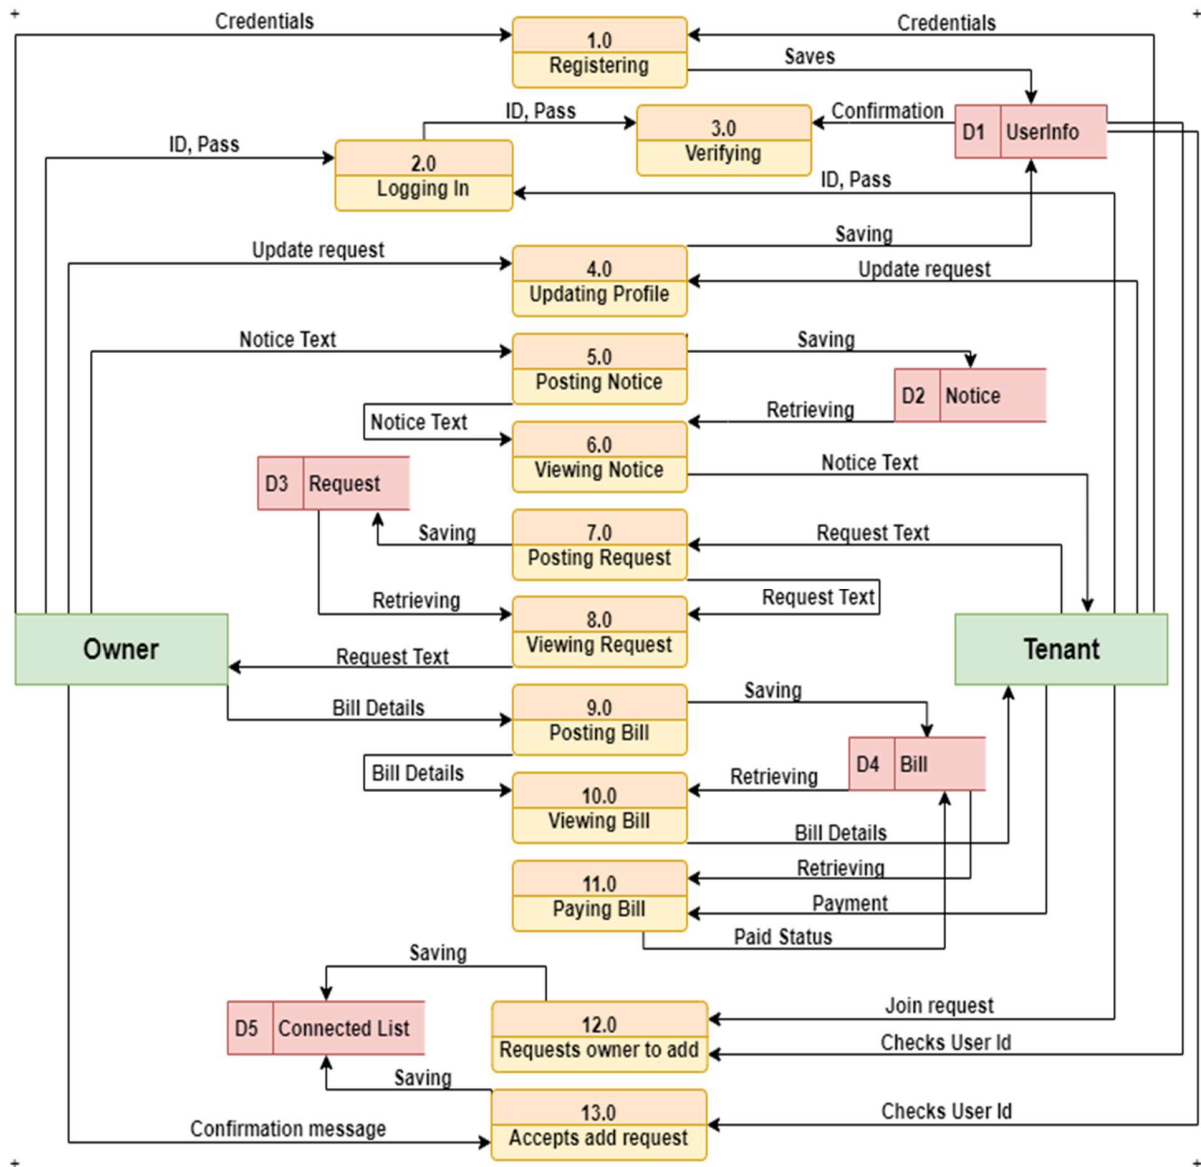 Credentials
1.0
Registering
Credentials
Saves
ID, Pass
3.0
Verifying
Confirmation
D1 UserInfo
ID, Pass
2.0
Logging In
ID, Pass
Saving
Update request
4.0
Updating Profile
Update request
Notice Text
5.0
Posting Notice
Saving
D2 Notice
Notice Text
Retrieving
6.0
Viewing Notice
Notice Text
D3 Request
Saving
7.0
Posting Request
Request Text
Retrieving
8.0
Viewing Request
Request Text
Owner
Tenant
Request Text
Bill Details
9.0
Posting Bill
Saving
D4 Bill
Bill Details
10.0
Viewing Bill
Retrieving
Bill Details
11.0
Paying Bill
Retrieving
Payment
Paid Status
Saving
D5 Connected List
12.0
Requests owner to add
Join request
Checks User Id
Saving
13.0
Accepts add request
Checks User Id
Confirmation message